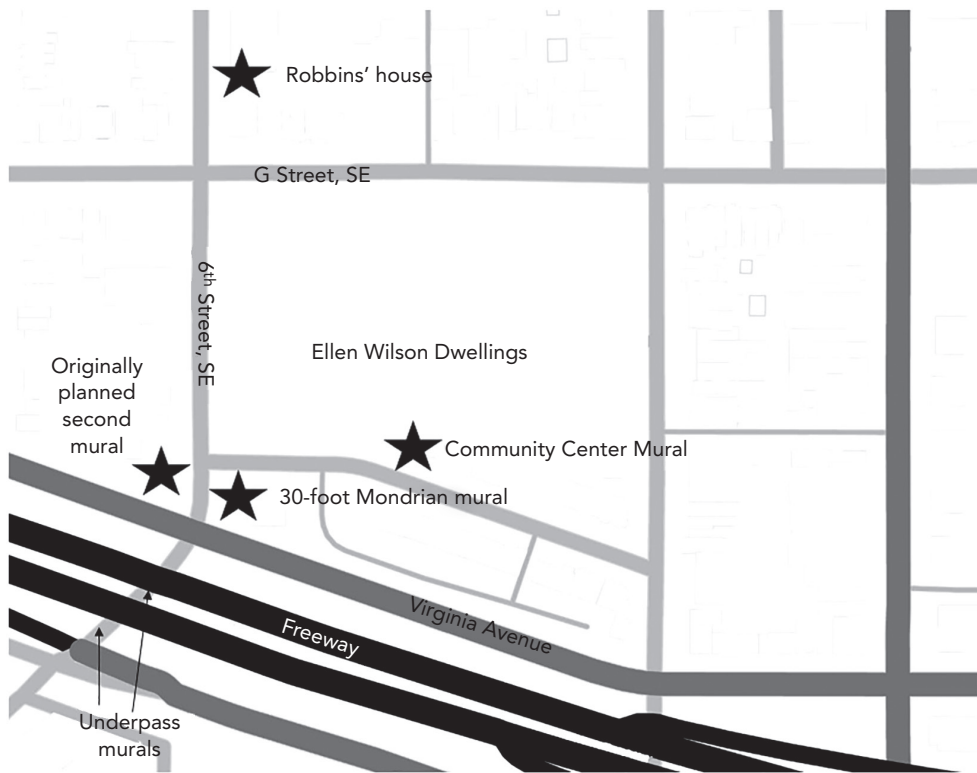 Robbins’ house
G Street, SE
6th Street, SE
Ellen Wilson Dwellings
Originally
planned
second
mural
Community Center Mural
30-foot Mondrian mural
Virginia Avenue
Freeway
Underpass
murals